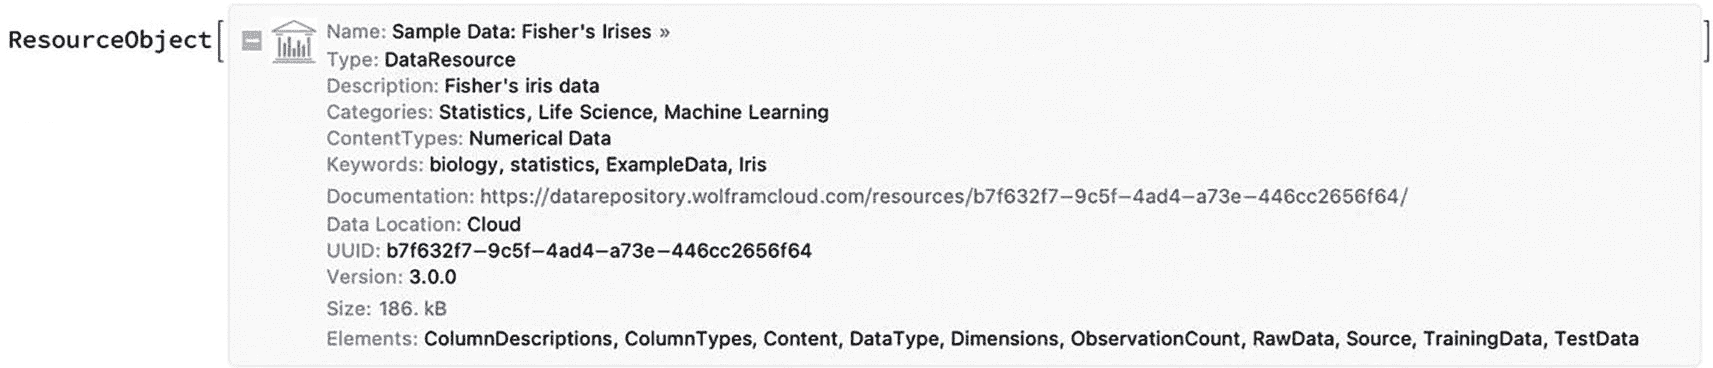 ResourceObject[
Name: Sample Data: Fisher's Irises »
Type: DataResource
Description: Fisher's iris data
Categories: Statistics, Life Science, Machine Learning
ContentTypes: Numerical Data
Keywords: biology, statistics, ExampleData, Iris
Documentation: https://datarepository.wolframcloud.com/resources/b7f632f7-9c5f-4ad4-a73e-446cc2656f64/
Data Location: Cloud
UUID: b7f632f7-9c5f-4ad4-a73e-446cc2656f64
Version: 3.0.0
Size: 186. kB
Elements: ColumnDescriptions, ColumnTypes, Content, DataType, Dimensions, ObservationCount, RawData, Source, TrainingData, TestData
]